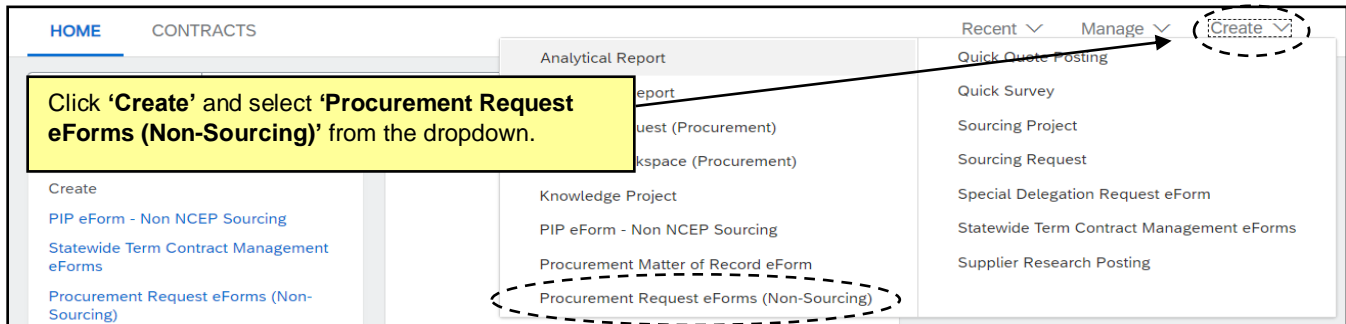 HOME CONTRACTS Recent Manage Create
Click ‘Create’ and select ‘Procurement Request
eForms (Non-Sourcing)’ from the dropdown.
Create
PIP eForm - Non NCEP Sourcing
Statewide Term Contract Management
eForms
Procurement Request eForms (Non-
Sourcing)
Analytical Report
(Procurement)
(Procurement)
Knowledge Project
PIP eForm - Non NCEP Sourcing
Procurement Matter of Record eForm
Procurement Request eForms (Non-Sourcing)
Quick Quote Posting
Quick Survey
Sourcing Project
Sourcing Request
Special Delegation Request eForm
Statewide Term Contract Management eForms
Supplier Research Posting